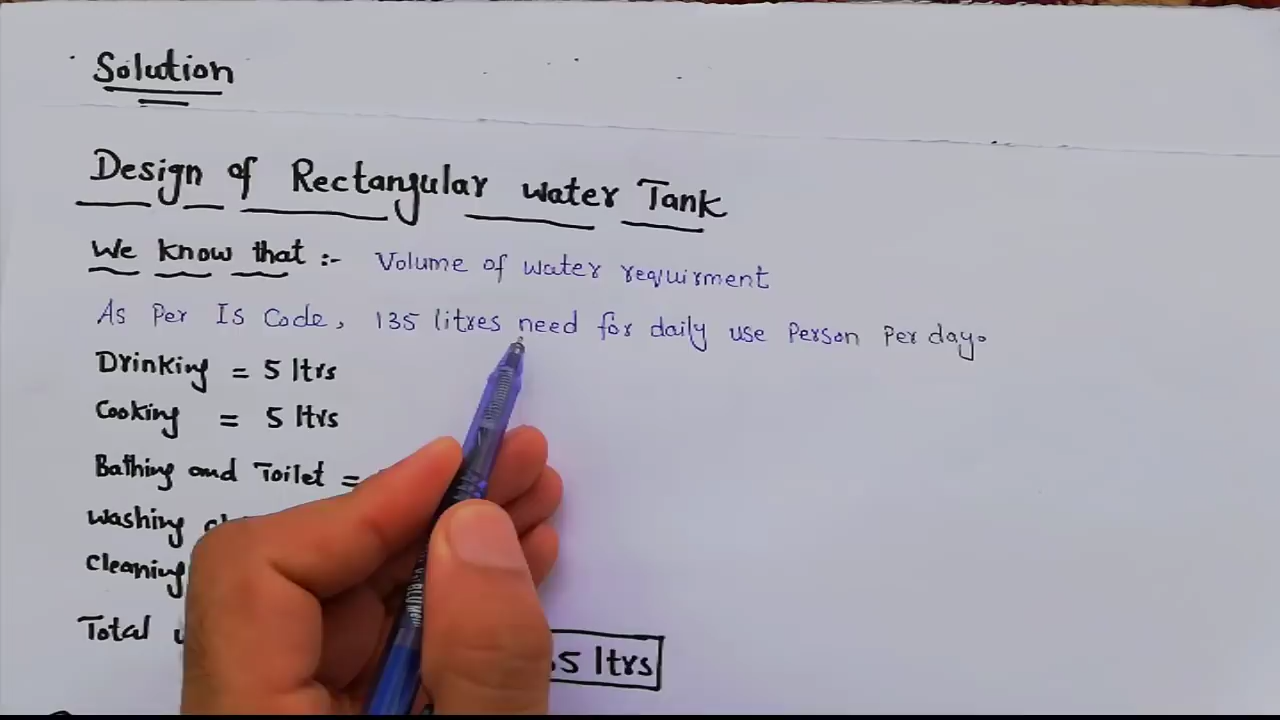 Solution
Design of Rectangular water Tank
We know that :- Volume of water requirment
As Per Is Code, 135 litres need for daily use Person Per day.
Drinking = 5 ltrs
Cooking = 5 ltrs
Bathing and Toilet =
washing
cleaning
Total
5 ltrs